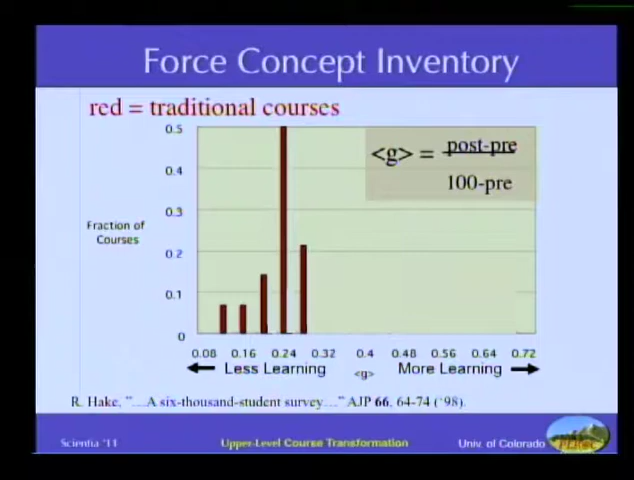 Force Concept Inventory
red = traditional courses
<g> = post-pre
100-pre
0.5
0.4
0.3
0.2
0.1
0
Fraction of
Courses
0.08 0.16 0.24 0.32 0.4 0.48 0.56 0.64 0.72
Less Learning <g> More Learning
R. Hake, "…A six-thousand-student survey…" AJP 66, 64-74 ('98).
Scientia '11 Upper-Level Course Transformation Univ. of Colorado